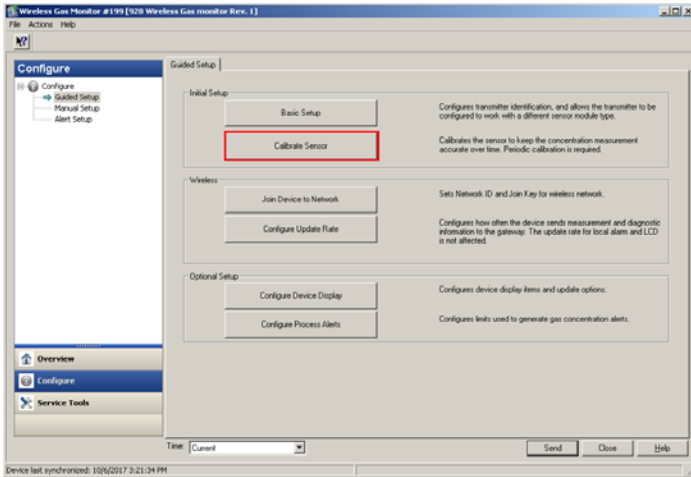 Wireless Gas Monitor #199 [928 Wireless Gas monitor Rev. 1]
File Actions Help
Configure
Configure
Guided Setup
Manual Setup
Alert Setup
Overview
Configure
Service Tools
Guided Setup
Initial Setup
Basic Setup
Configures transmitter identification, and allows the transmitter to be
configured to work with a different sensor module type.
Calibrate Sensor
Calibrates the sensor to keep the concentration measurement
accurate over time. Periodic calibration is required.
Wireless
Join Device to Network
Sets Network ID and Join Key for wireless network.
Configure Update Rate
Configures how often the device sends measurement and diagnostic
information to the gateway. The update rate for local alarm and LCD
is not affected.
Optional Setup
Configure Device Display
Configures device display items and update options.
Configure Process Alerts
Configures limits used to generate gas concentration alerts.
Time: Current
Send Close Help
Device last synchronized: 10/6/2017 3:21:34 PM